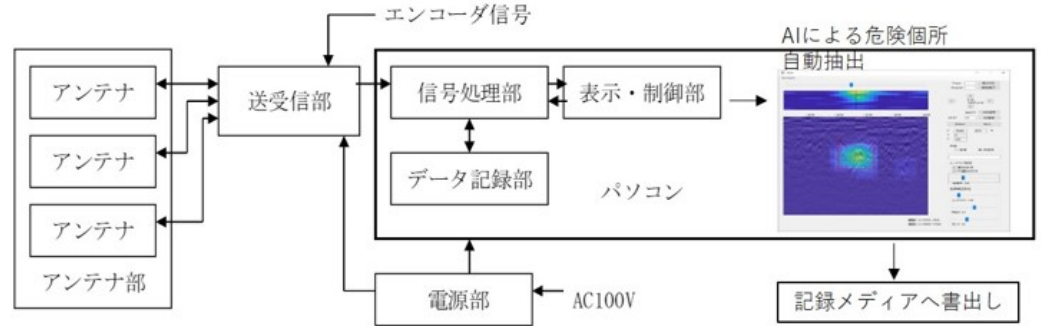 エンコーダ信号
AIによる危険個所
自動抽出
アンテナ
送受信部
信号処理部
表示・制御部
アンテナ
データ記録部
パソコン
アンテナ
アンテナ部
電源部
AC100V
記録メディアへ書出し